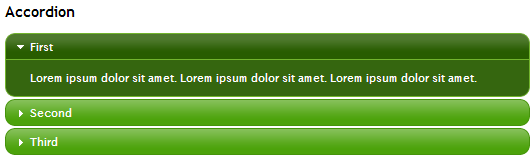 Accordion
First
Lorem ipsum dolor sit amet. Lorem ipsum dolor sit amet. Lorem ipsum dolor sit amet.
Second
Third